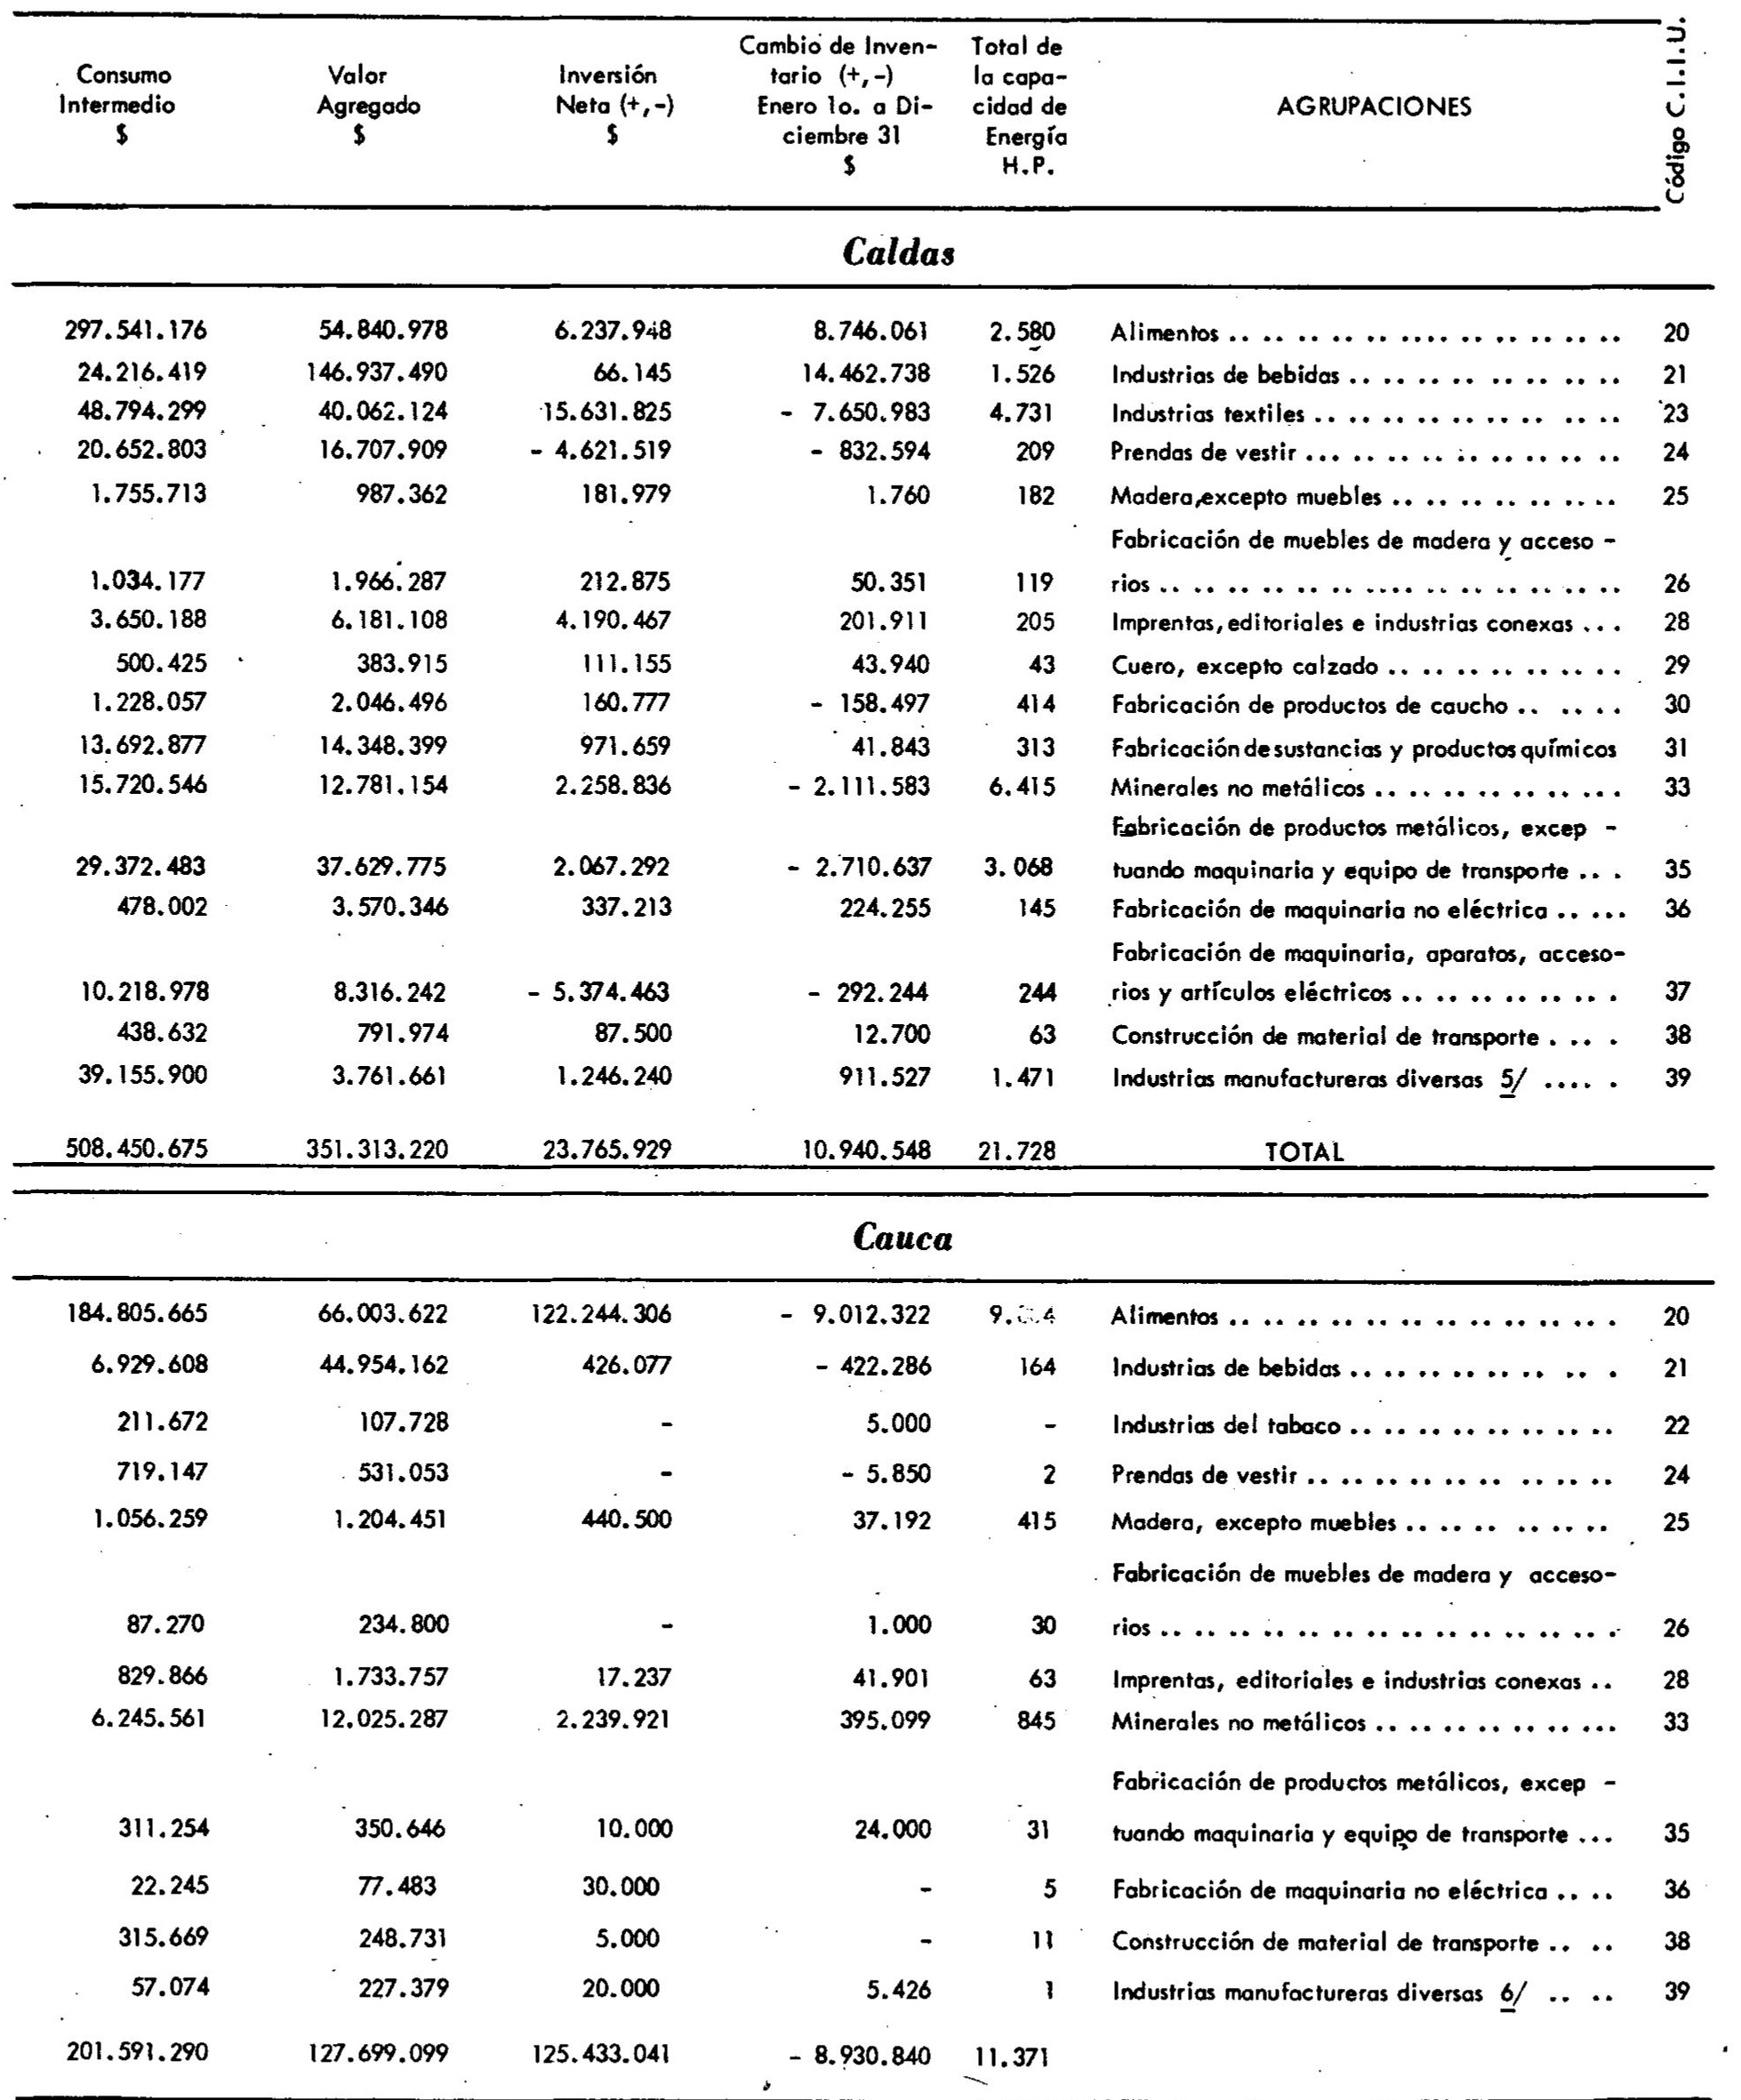 Consumo Intermedio $ Valor Agregado $ Inversión Neta (+,-) $ Cambio de Inven- tario (+,-) Enero 1o. a Di- ciembre 31 $ Total de la capa- cidad de Energía H.P. AGRUPACIONES Código C.I.I.U.
Caldas
297.541.176 54.840.978 6.237.948 8.746.061 2.580 Alimentos .. .. .. .. .. .... .. .. .. .. .. 20
24.216.419 146.937.490 66.145 14.462.738 1.526 Industrias de bebidas .. .. .. .. .. .. .. .. 21
48.794.299 40.062.124 15.631.825 - 7.650.983 4.731 Industrias textiles .. .. .. .. .. .. .. .. .. 23
20.652.803 16.707.909 - 4.621.519 - 832.594 209 Prendas de vestir ... .. .. .. .. .. .. .. .. 24
1.755.713 987.362 181.979 1.760 182 Madera,excepto muebles .. .. .. .. .. .. .. 25
Fabricación de muebles de madera y acceso -
1.034.177 1.966.287 212.875 50.351 119 rios .. .. .. .. .. .. .... .. .. .. .. .. .. 26
3.650.188 6.181.108 4.190.467 201.911 205 Imprentas,editoriales e industrias conexas ... 28
500.425 383.915 111.155 43.940 43 Cuero, excepto calzado .. .. .. .. .. .. .. 29
1.228.057 2.046.496 160.777 - 158.497 414 Fabricación de productos de caucho .. .. .. 30
13.692.877 14.348.399 971.659 41.843 313 Fabricación de sustancias y productos químicos 31
15.720.546 12.781.154 2.258.836 - 2.111.583 6.415 Minerales no metálicos .. .. .. .. .. .. ... 33
Fabricación de productos metálicos, excep -
29.372.483 37.629.775 2.067.292 - 2.710.637 3.068 tuando maquinaria y equipo de transporte .. . 35
478.002 3.570.346 337.213 224.255 145 Fabricación de maquinaria no eléctrica .. ... 36
Fabricación de maquinaria, aparatos, acceso-
10.218.978 8.316.242 - 5.374.463 - 292.244 244 rios y artículos eléctricos .. .. .. .. .. . . 37
438.632 791.974 87.500 12.700 63 Construcción de material de transporte . .. . 38
39.155.900 3.761.661 1.246.240 911.527 1.471 Industrias manufactureras diversas 5/ .... . 39
508.450.675 351.313.220 23.765.929 10.940.548 21.728 TOTAL
Cauca
184.805.665 66.003.622 122.244.306 - 9.012.322 Alimentos .. .. .. .. .. .. .. .. .. .. .. . 20
6.929.608 44.954.162 426.077 - 422.286 164 Industrias de bebidas .. .. .. .. .. .. .. . 21
211.672 107.728 - 5.000 - Industrias del tabaco .. .. .. .. .. .. .. .. 22
719.147 531.053 - - 5.850 2 Prendas de vestir .. .. .. .. .. .. .. .. .. 24
1.056.259 1.204.451 440.500 37.192 415 Madera, excepto muebles .. .. .. .. .. .. 25
Fabricación de muebles de madera y acceso-
87.270 234.800 - 1.000 30 rios .. .. .. .. .. .. .. .. .. .. .. .. .. . 26
829.866 1.733.757 17.237 41.901 63 Imprentas, editoriales e industrias conexas .. 28
6.245.561 12.025.287 2.239.921 395.099 845 Minerales no metálicos .. .. .. .. .. .. ... 33
Fabricación de productos metálicos, excep -
311.254 350.646 10.000 24.000 31 tuando maquinaria y equipo de transporte ... 35
22.245 77.483 30.000 - 5 Fabricación de maquinaria no eléctrica .. .. 36
315.669 248.731 5.000 - 11 Construcción de material de transporte .. .. 38
57.074 227.379 20.000 5.426 1 Industrias manufactureras diversas 6/ .. .. 39
201.591.290 127.699.099 125.433.041 - 8.930.840 11.371